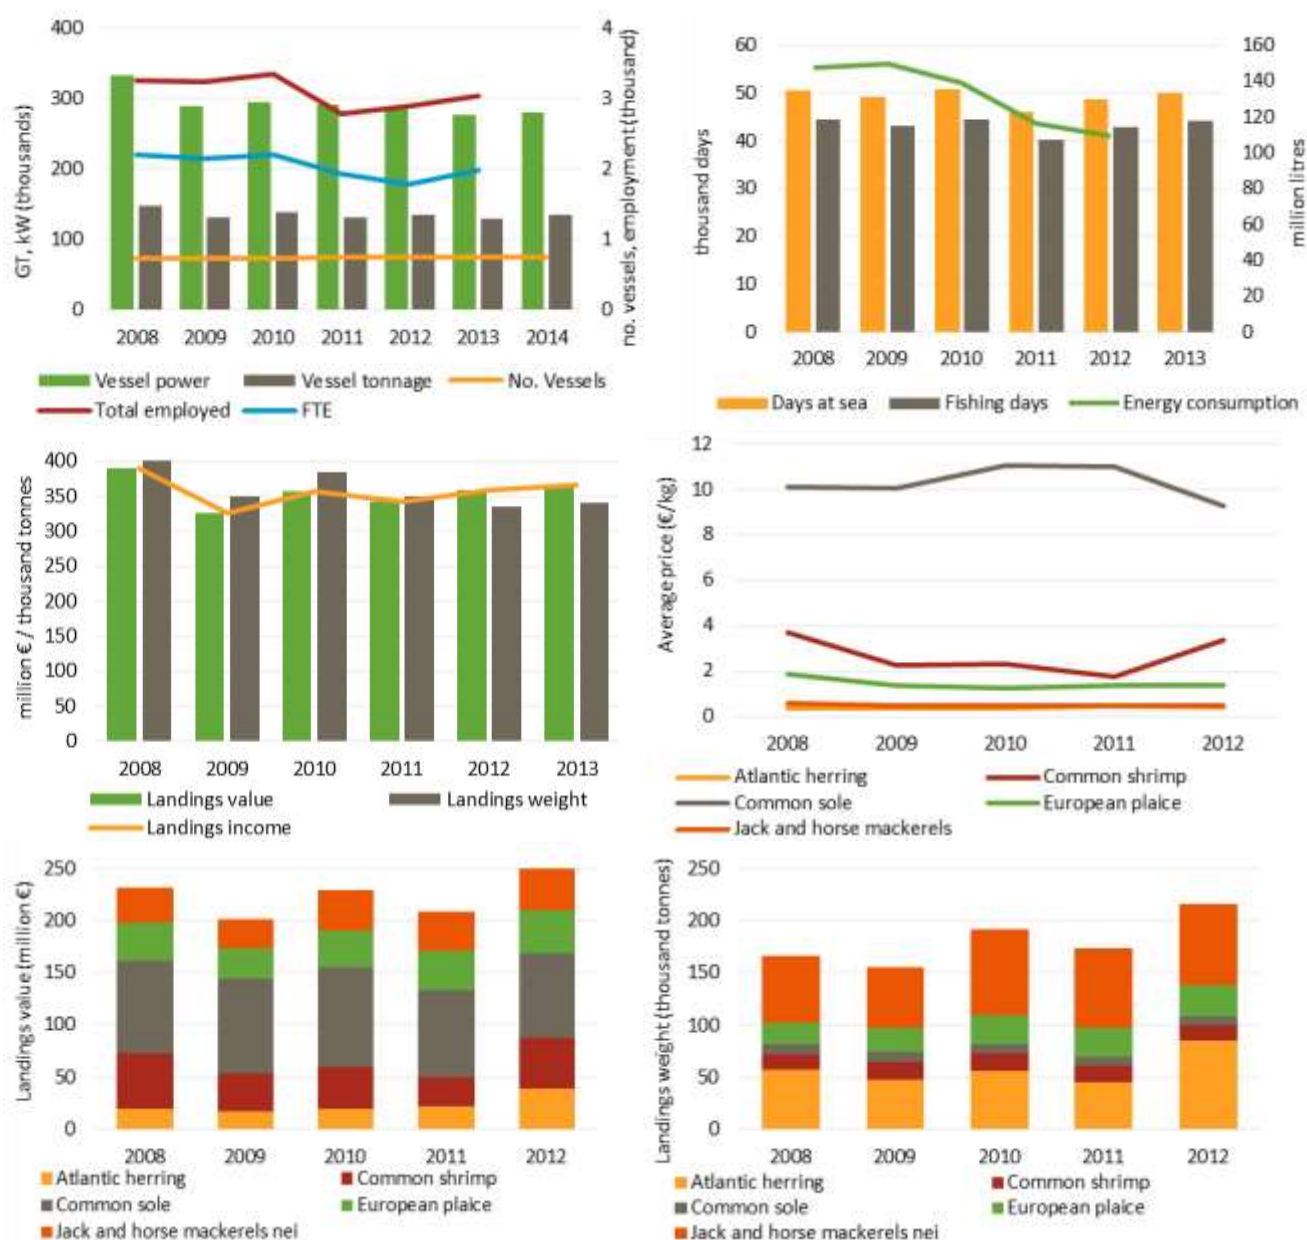 400
300
200
100
0
4
3
2
1
0
GT, kW (thousands)
no. vessels, employment (thousand)
2008 2009 2010 2011 2012 2013 2014
Vessel power Vessel tonnage No. Vessels
Total employed FTE
60
50
40
30
20
10
0
160
140
120
100
80
60
40
20
0
thousand days
million litres
2008 2009 2010 2011 2012 2013
Days at sea Fishing days Energy consumption
400
350
300
250
200
150
100
50
0
million € / thousand tonnes
2008 2009 2010 2011 2012 2013
Landings value Landings weight
Landings income
12
10
8
6
4
2
0
Average price (€/kg)
2008 2009 2010 2011 2012
Atlantic herring Common shrimp
Common sole European plaice
Jack and horse mackerels
250
200
150
100
50
0
Landings value (million €)
2008 2009 2010 2011 2012
Atlantic herring Common shrimp
Common sole European plaice
Jack and horse mackerels nei
250
200
150
100
50
0
Landings weight (thousand tonnes)
2008 2009 2010 2011 2012
Atlantic herring Common shrimp
Common sole European plaice
Jack and horse mackerels nei